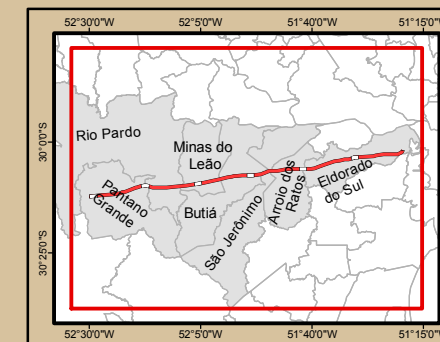 52°30'0"W 52°5'0"W 51°40'0"W 51°15'0"W
30°0'0"S
30°25'0"S
Rio Pardo
Minas do
Leão
Pantano
Grande
Butiá
São Jerônimo
Arroio dos
Ratos
Eldorado
do Sul
52°30'0"W 52°5'0"W 51°40'0"W 51°15'0"W